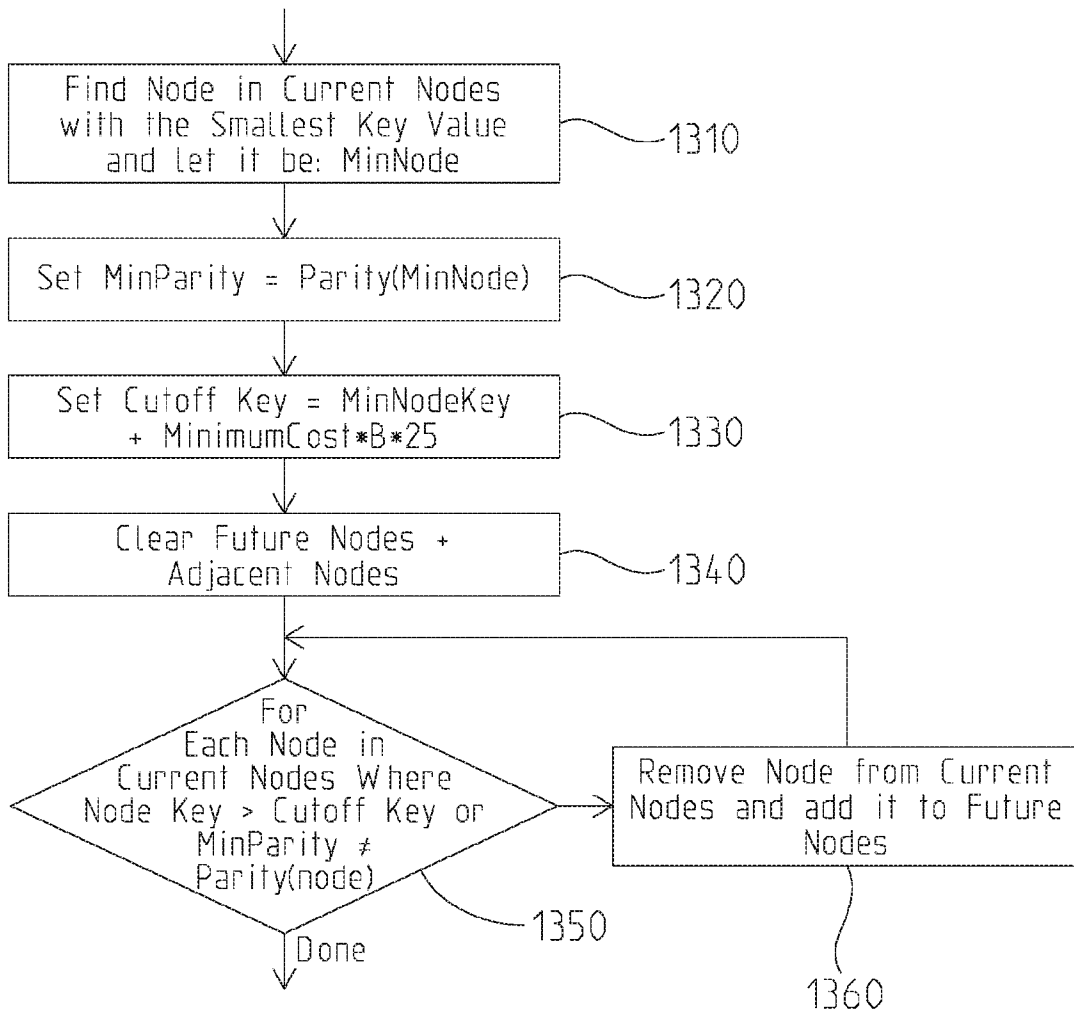 Find Node in Current Nodes
with the Smallest Key Value
and Let it be: MinNode
1310
Set MinParity = Parity(MinNode)
1320
Set Cutoff Key = MinNodeKey
+ MinimumCost*B*25
1330
Clear Future Nodes +
Adjacent Nodes
1340
For
Each Node in
Current Nodes Where
Node Key > Cutoff Key or
MinParity ≠
Parity(node)
1350
Remove Node from Current
Nodes and add it to Future
Nodes
1360
Done